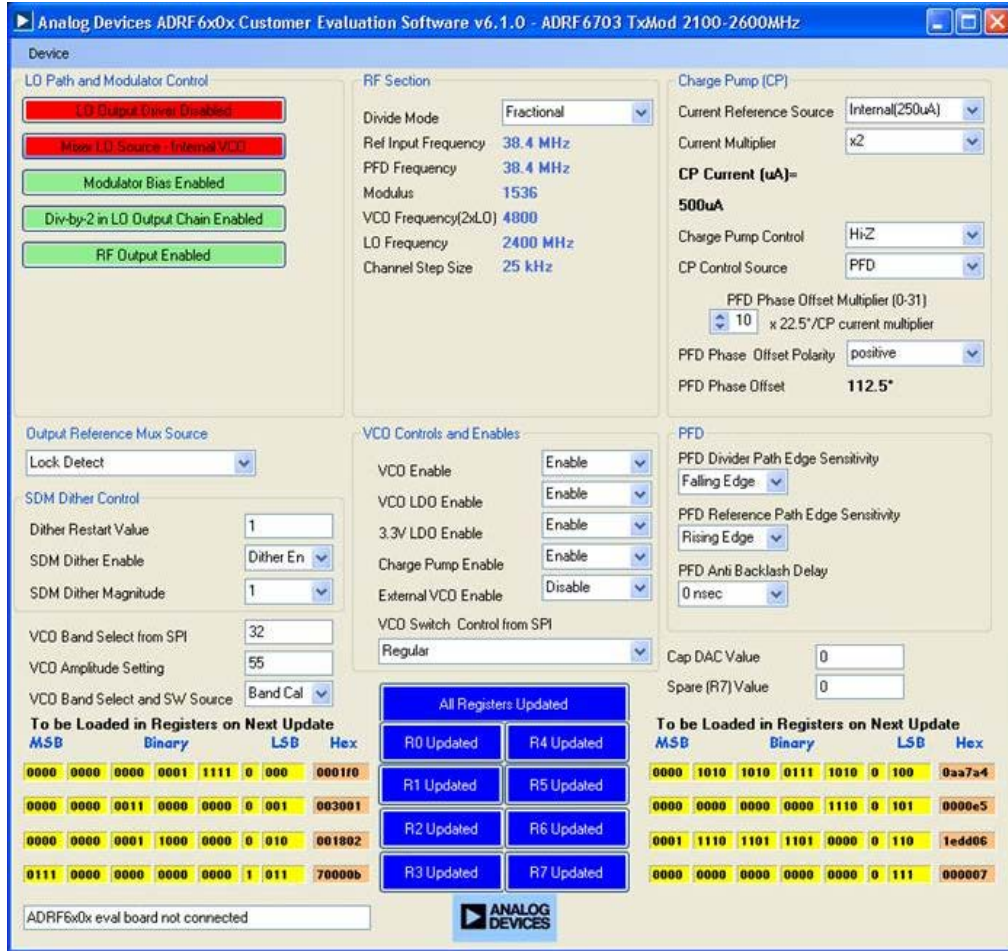 Analog Devices ADRF6x0x Customer Evaluation Software v6.1.0 - ADRF6703 TxMod 2100-2600MHz
Device
LO Path and Modulator Control
LO Output Driver Disabled
Mixer LO Source - Internal VCO
Modulator Bias Enabled
Div-by-2 in LO Output Chain Enabled
RF Output Enabled
RF Section
Divide Mode Fractional
Ref Input Frequency 38.4 MHz
PFD Frequency 38.4 MHz
Modulus 1536
VCO Frequency(2xLO) 4800
LO Frequency 2400 MHz
Channel Step Size 25 kHz
Charge Pump (CP)
Current Reference Source Internal(250uA)
Current Multiplier x2
CP Current (uA)=
500uA
Charge Pump Control Hi-Z
CP Control Source PFD
PFD Phase Offset Multiplier (0-31)
10 x 22.5°/CP current multiplier
PFD Phase Offset Polarity positive
PFD Phase Offset 112.5°
Output Reference Mux Source
Lock Detect
SDM Dither Control
Dither Restart Value 1
SDM Dither Enable Dither En
SDM Dither Magnitude 1
VCO Band Select from SPI 32
VCO Amplitude Setting 55
VCO Band Select and SW Source Band Cal
VCO Controls and Enables
VCO Enable Enable
VCO LDO Enable Enable
3.3V LDO Enable Enable
Charge Pump Enable Enable
External VCO Enable Disable
VCO Switch Control from SPI
Regular
PFD
PFD Divider Path Edge Sensitivity
Falling Edge
PFD Reference Path Edge Sensitivity
Rising Edge
PFD Anti Backlash Delay
0 nsec
Cap DAC Value 0
Spare (R7) Value 0
To be Loaded in Registers on Next Update
MSB Binary LSB Hex
0000 0000 0000 0001 1111 0 000 0001f0
0000 0000 0011 0000 0000 0 001 003001
0000 0000 0001 1000 0000 0 010 001802
0111 0000 0000 0000 0000 1 011 70000b
All Registers Updated
R0 Updated R4 Updated
R1 Updated R5 Updated
R2 Updated R6 Updated
R3 Updated R7 Updated
To be Loaded in Registers on Next Update
MSB Binary LSB Hex
0000 1010 1010 0111 1010 0 100 0aa7a4
0000 0000 0000 0000 1110 0 101 0000e5
0001 1110 1101 1101 0000 0 110 1edd06
0000 0000 0000 0000 0000 0 111 000007
ADRF6x0x eval board not connected
ANALOG
DEVICES